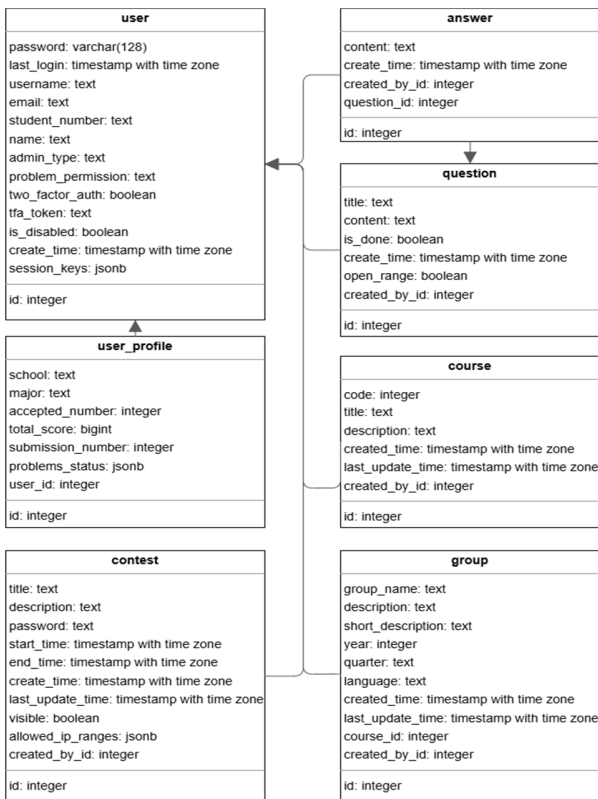 user
password: varchar(128)
last_login: timestamp with time zone
username: text
email: text
student_number: text
name: text
admin_type: text
problem_permission: text
two_factor_auth: boolean
tfa_token: text
is_disabled: boolean
create_time: timestamp with time zone
session_keys: jsonb
id: integer
user_profile
school: text
major: text
accepted_number: integer
total_score: bigint
submission_number: integer
problems_status: jsonb
user_id: integer
id: integer
contest
title: text
description: text
password: text
start_time: timestamp with time zone
end_time: timestamp with time zone
create_time: timestamp with time zone
last_update_time: timestamp with time zone
visible: boolean
allowed_ip_ranges: jsonb
created_by_id: integer
id: integer
answer
content: text
create_time: timestamp with time zone
created_by_id: integer
question_id: integer
id: integer
question
title: text
content: text
is_done: boolean
create_time: timestamp with time zone
open_range: boolean
created_by_id: integer
id: integer
course
code: integer
title: text
description: text
created_time: timestamp with time zone
last_update_time: timestamp with time zone
created_by_id: integer
id: integer
group
group_name: text
description: text
short_description: text
year: integer
quarter: text
language: text
created_time: timestamp with time zone
last_update_time: timestamp with time zone
course_id: integer
created_by_id: integer
id: integer